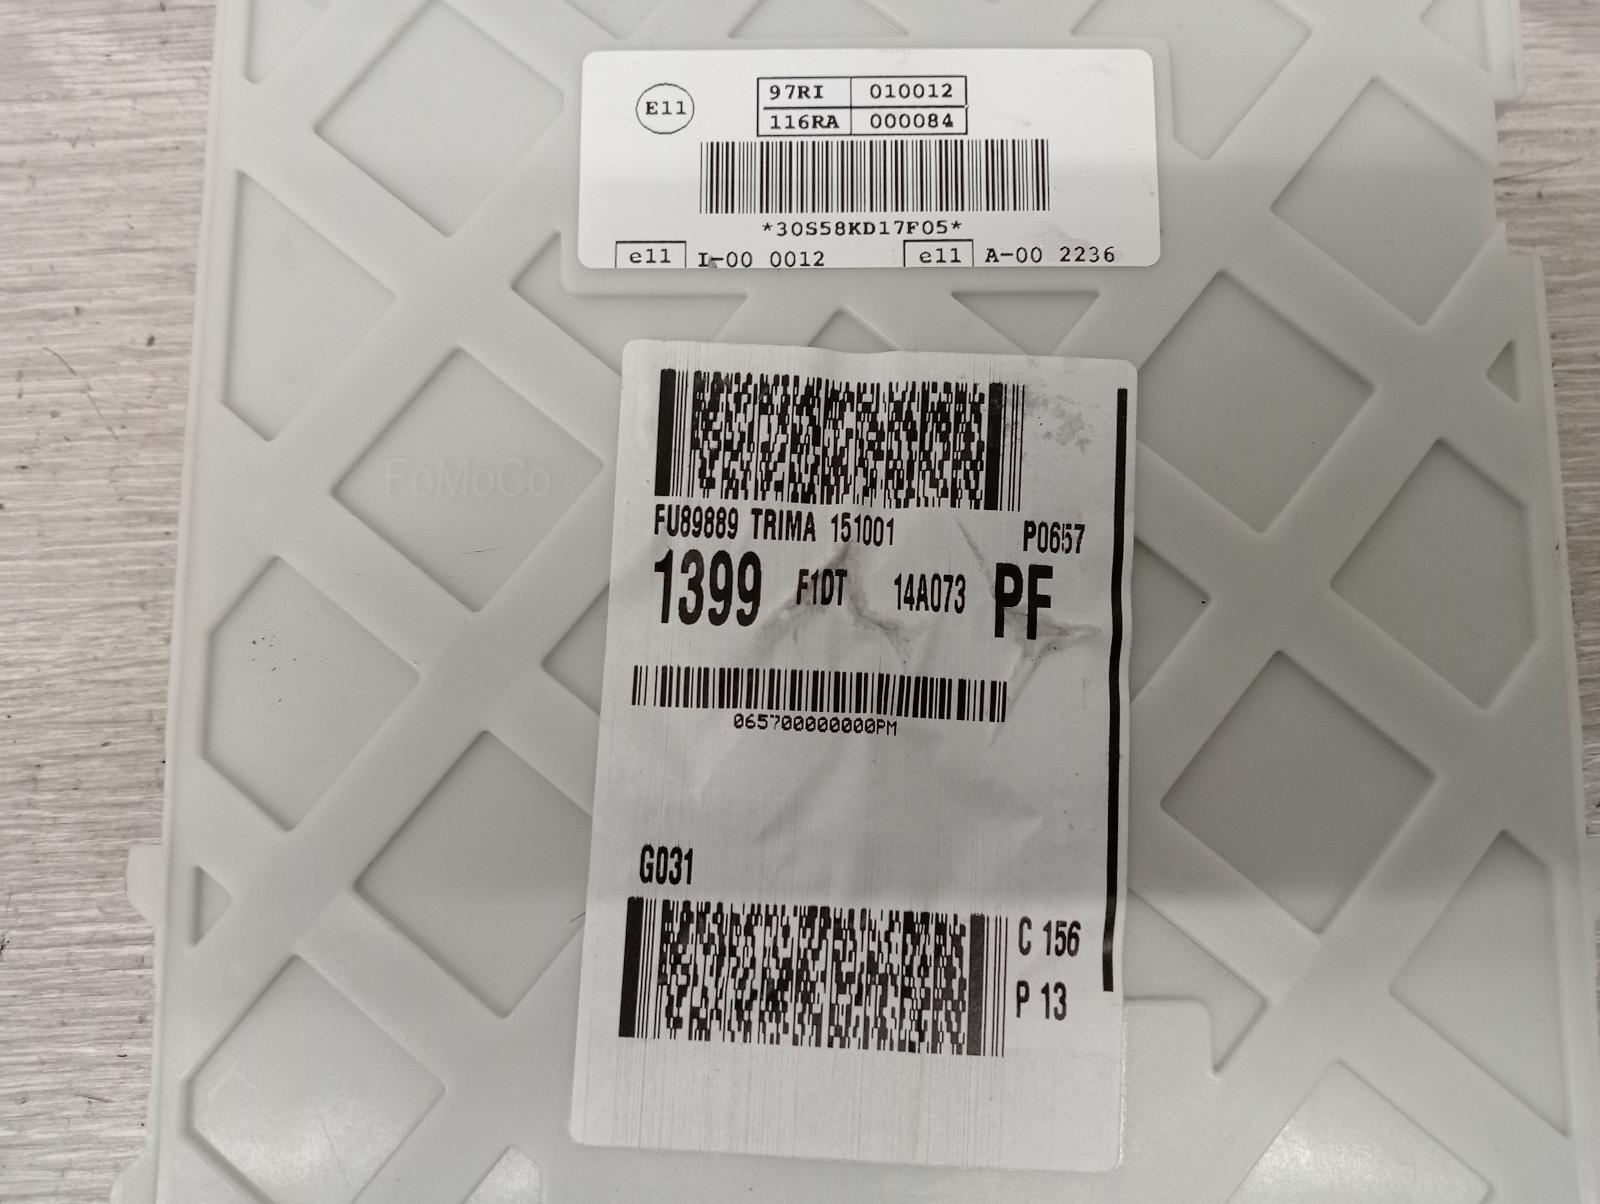 E11
97RI 010012
116RA 000084
*30S58KD17F05*
e11 I-00 0012 e11 A-00 2236
FoMoCo
FU89889 TRIMA 151001 P0657
1399 F1DT 14A073 PF
065700000000PM
G031
C 156
P 13